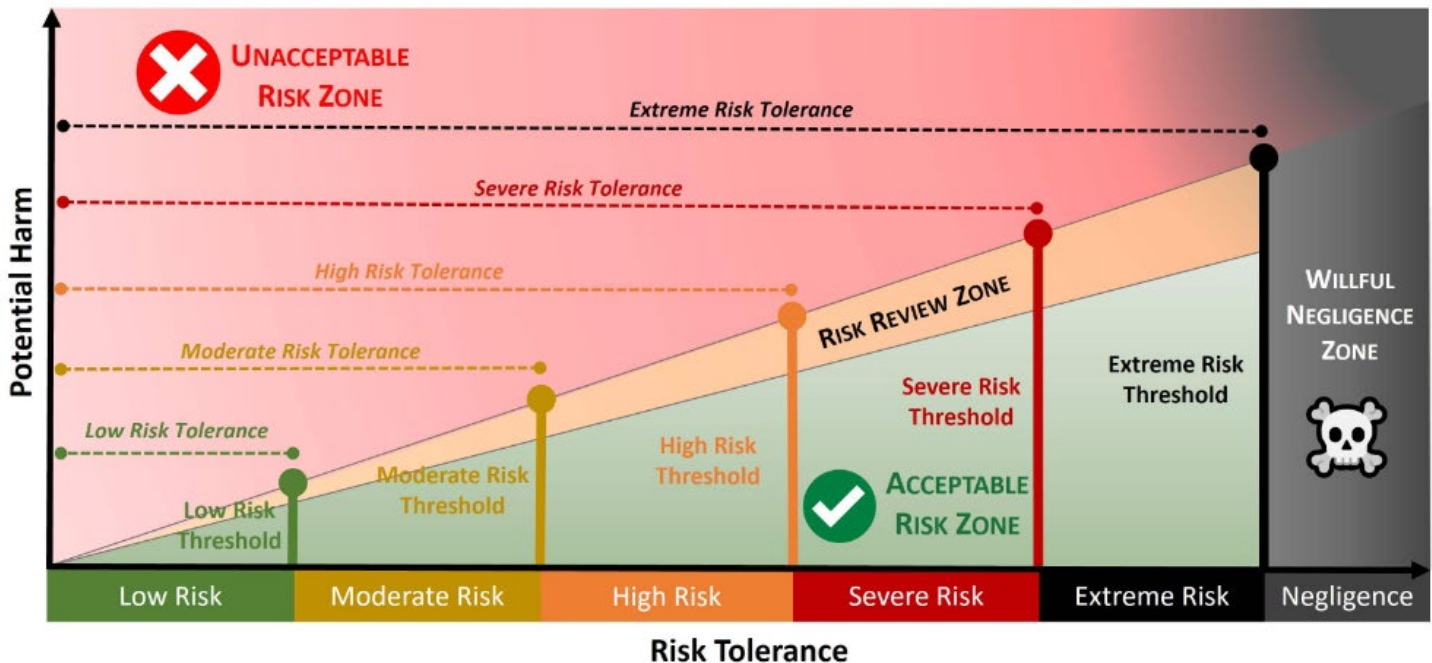 UNACCEPTABLE
RISK ZONE
Extreme Risk Tolerance
Severe Risk Tolerance
High Risk Tolerance
Moderate Risk Tolerance
Low Risk Tolerance
Potential Harm
RISK REVIEW ZONE
WILLFUL
NEGLIGENCE
ZONE
Low Risk
Threshold
Moderate Risk
Threshold
High Risk
Threshold
Severe Risk
Threshold
Extreme Risk
Threshold
ACCEPTABLE
RISK ZONE
Low Risk
Moderate Risk
High Risk
Severe Risk
Extreme Risk
Negligence
Risk Tolerance